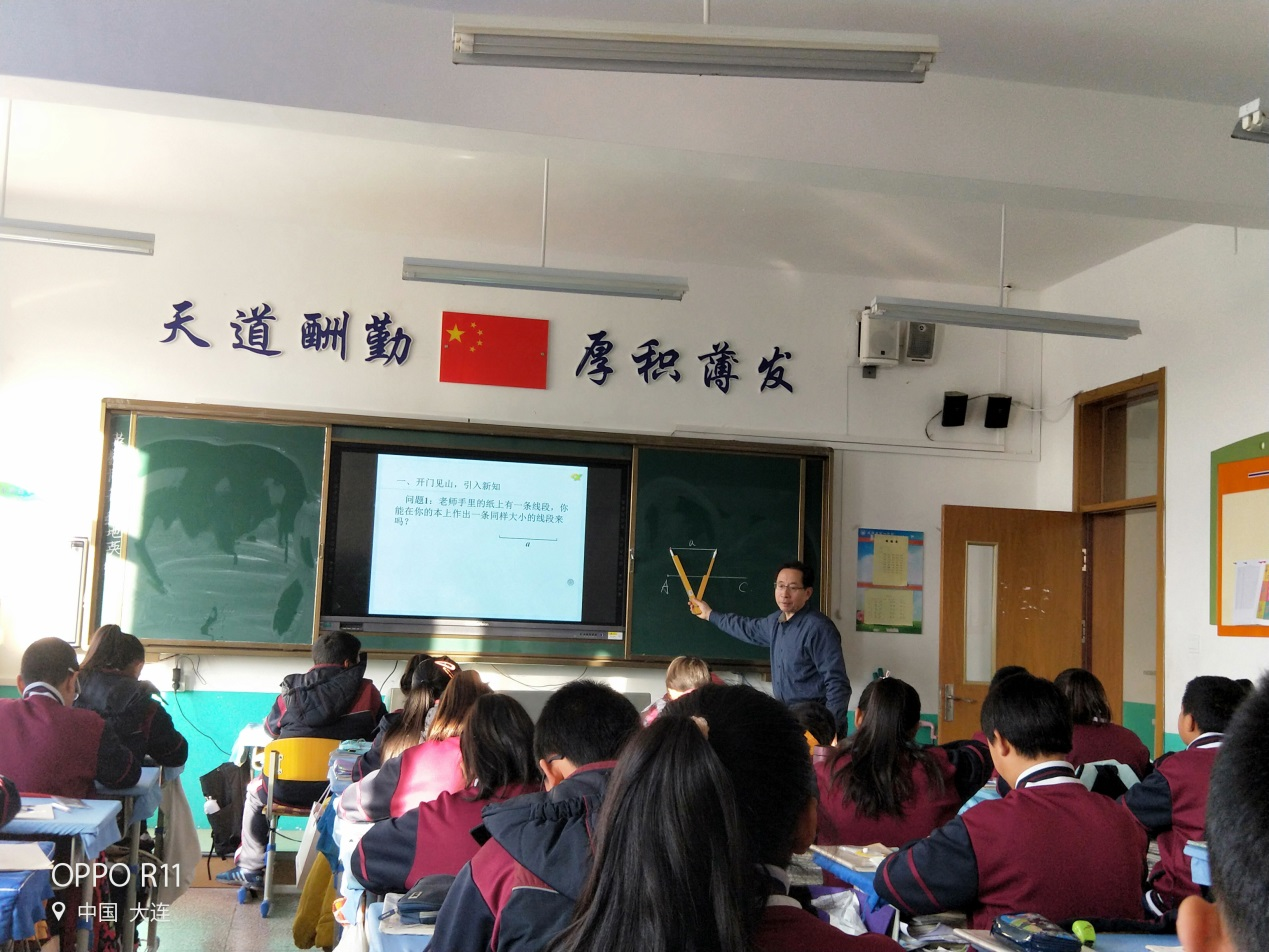 天道酬勤
厚积薄发
一、开门见山，引入新知
问题1：老师手里的纸上有一条线段，你
能在你的本上作出一条同样大小的线段来
吗？
a
a
A C
OPPO R11
中国 大连